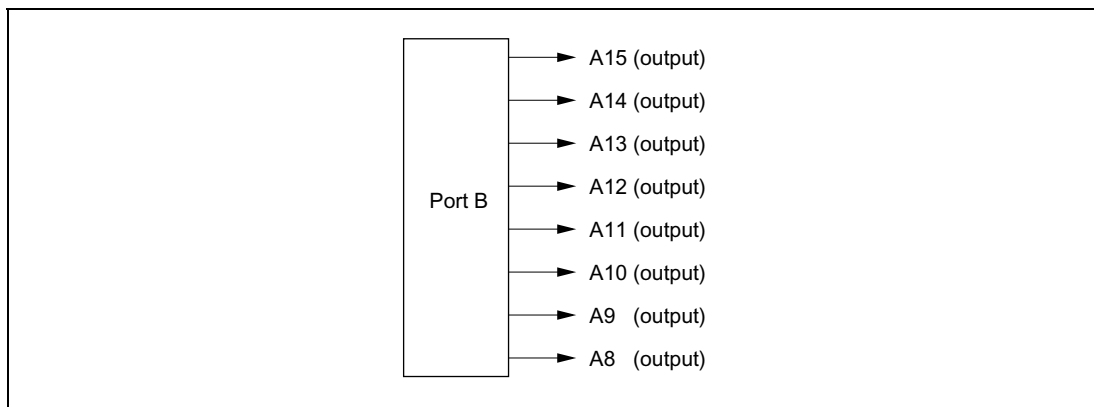 A15 (output)
A14 (output)
A13 (output)
A12 (output)
Port B
A11 (output)
A10 (output)
A9 (output)
A8 (output)